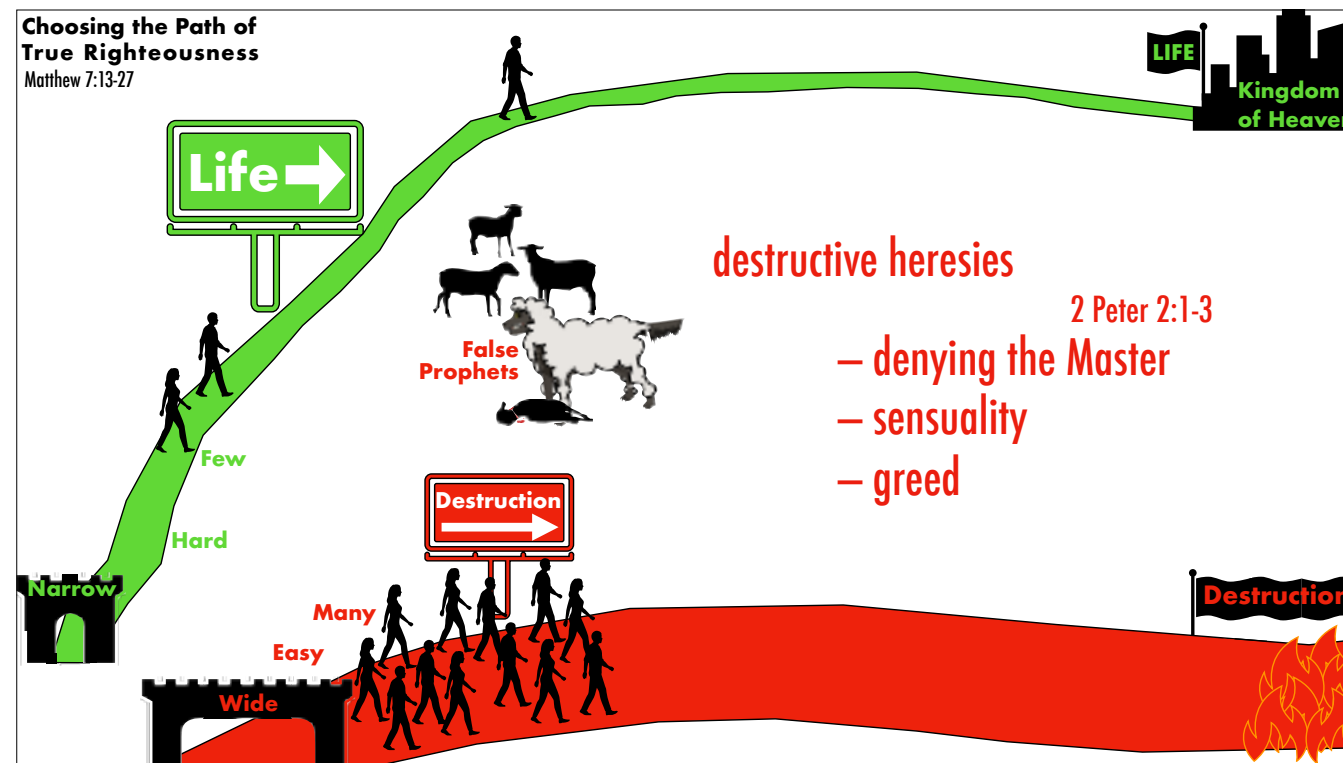 Choosing the Path of
True Righteousness
Matthew 7:13-27
LIFE
Kingdom
of Heaven
Life
destructive heresies
2 Peter 2:1-3
False
Prophets
– denying the Master
– sensuality
– greed
Few
Destruction
Hard
Narrow
Many
Destruction
Easy
Wide